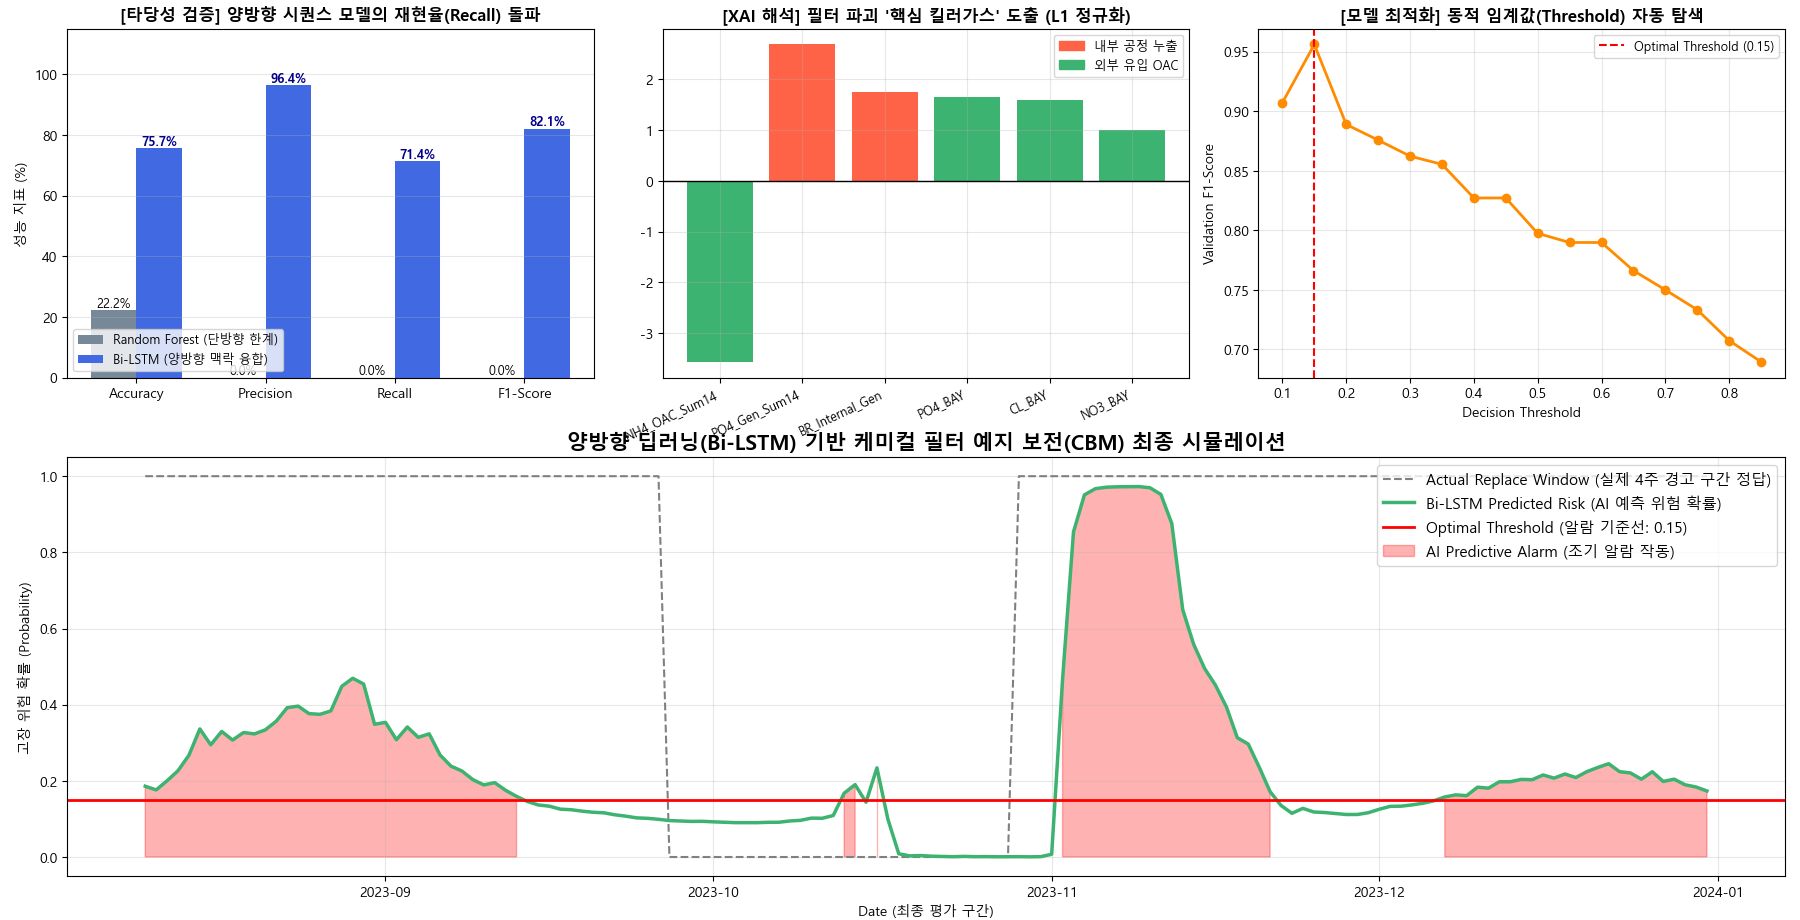 [타당성 검증] 양방향 시퀀스 모델의 재현율(Recall) 돌파
성능 지표 (%)
100
80
60
40
20
0
22.2%
75.7%
0.0%
96.4%
0.0%
71.4%
0.0%
82.1%
Random Forest (단방향 한계)
Bi-LSTM (양방향 맥락 융합)
Accuracy
Precision
Recall
F1-Score
[XAI 해석] 필터 파괴 '핵심 킬러가스' 도출 (L1 정규화)
내부 공정 누출
외부 유입 OAC
2
1
0
-1
-2
-3
NH4_OAC_Sum14
PO4_Gen_Sum14
BR_Internal_Gen
PO4_BAY
CL_BAY
NO3_BAY
[모델 최적화] 동적 임계값(Threshold) 자동 탐색
Optimal Threshold (0.15)
Validation F1-Score
0.95
0.90
0.85
0.80
0.75
0.70
0.1
0.2
0.3
0.4
0.5
0.6
0.7
0.8
Decision Threshold
양방향 딥러닝(Bi-LSTM) 기반 케미컬 필터 예지 보전(CBM) 최종 시뮬레이션
고장 위험 확률 (Probability)
1.0
0.8
0.6
0.4
0.2
0.0
Actual Replace Window (실제 4주 경고 구간 정답)
Bi-LSTM Predicted Risk (AI 예측 위험 확률)
Optimal Threshold (알람 기준선: 0.15)
AI Predictive Alarm (조기 알람 작동)
2023-09
2023-10
2023-11
2023-12
2024-01
Date (최종 평가 구간)